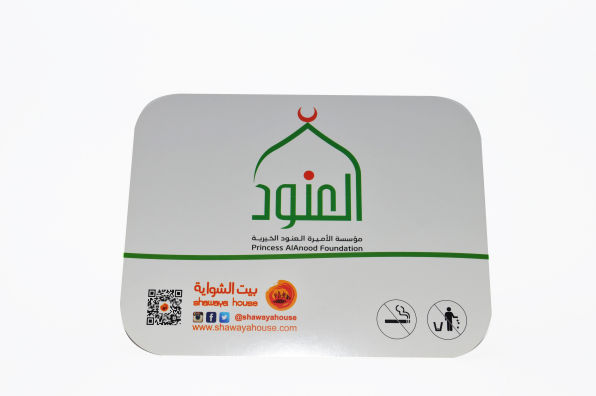 العنود
مؤسسة الأميرة العنود الخيرية
Princess AlAnood Foundation
بيت الشواية
shawaya house
@shawayahouse
www.shawayahouse.com